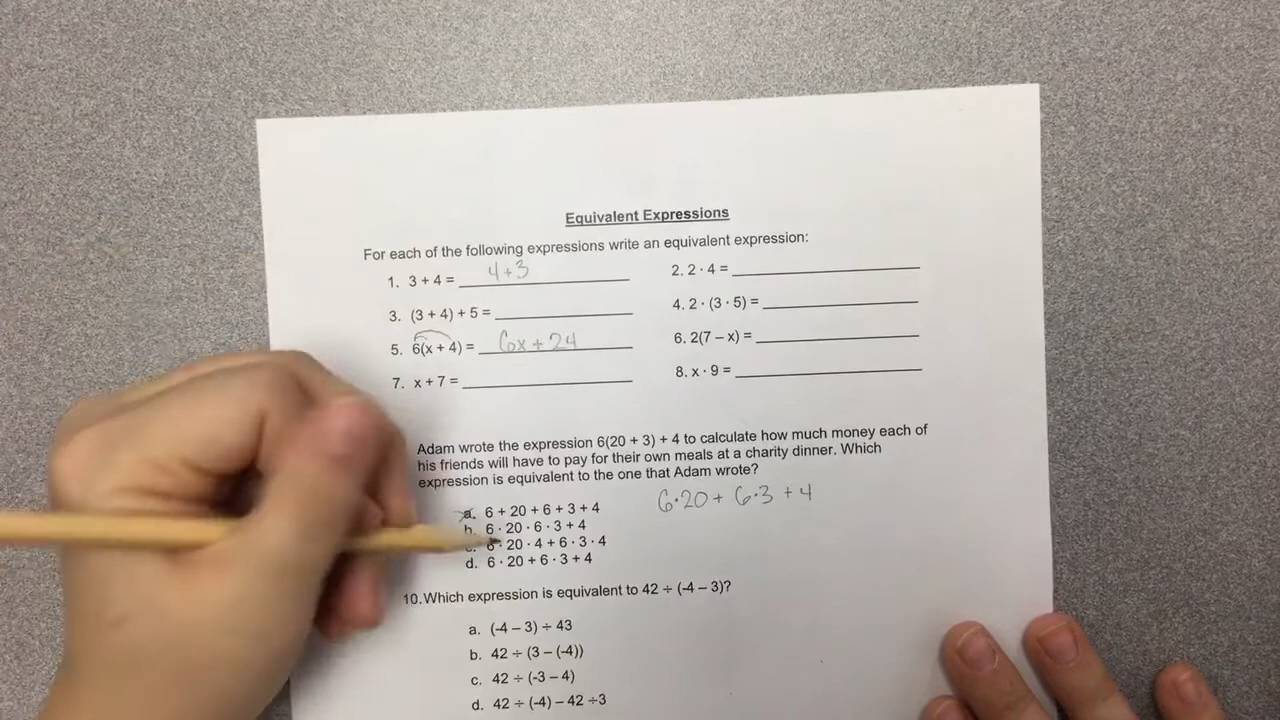 Equivalent Expressions
For each of the following expressions write an equivalent expression:
1. 3 + 4 = 4+3
2. 2 · 4 =
3. (3 + 4) + 5 =
4. 2 · (3 · 5) =
5. 6(x + 4) = 6x + 24
6. 2(7 – x) =
7. x + 7 =
8. x · 9 =
Adam wrote the expression 6(20 + 3) + 4 to calculate how much money each of
his friends will have to pay for their own meals at a charity dinner. Which
expression is equivalent to the one that Adam wrote?
6·20 + 6·3 + 4
a. 6 + 20 + 6 + 3 + 4
b. 6 · 20 · 6 · 3 + 4
6 · 20 · 4 + 6 · 3 · 4
d. 6 · 20 + 6 · 3 + 4
10. Which expression is equivalent to 42 ÷ (-4 – 3)?
a. (-4 – 3) ÷ 43
b. 42 ÷ (3 – (-4))
c. 42 ÷ (-3 – 4)
d. 42 ÷ (-4) – 42 ÷3